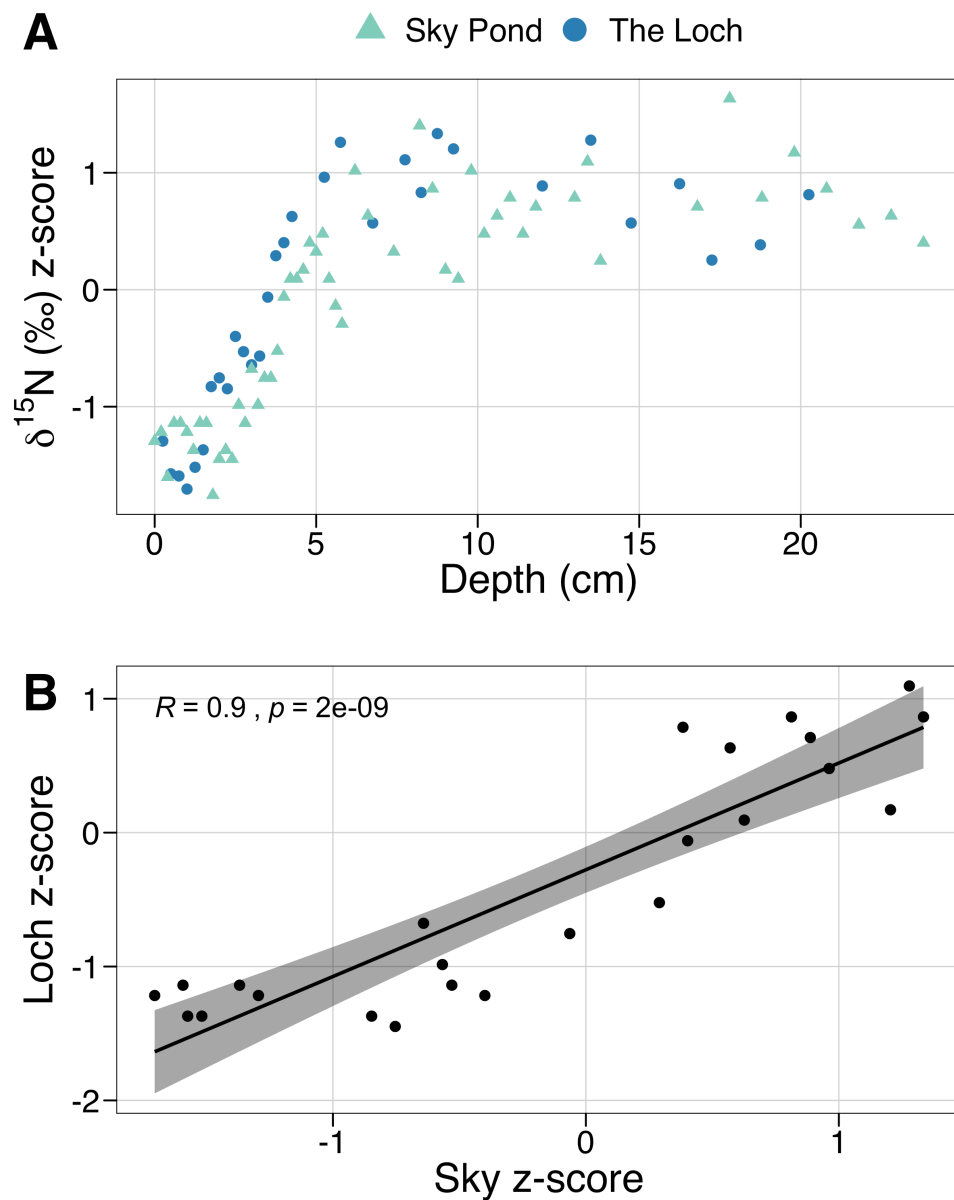 A
Sky Pond The Loch
δ¹⁵N (‰) z-score
1
0
-1
0 5 10 15 20
Depth (cm)
B
R = 0.9 , p = 2e-09
Loch z-score
1
0
-1
-2
-1 0 1
Sky z-score